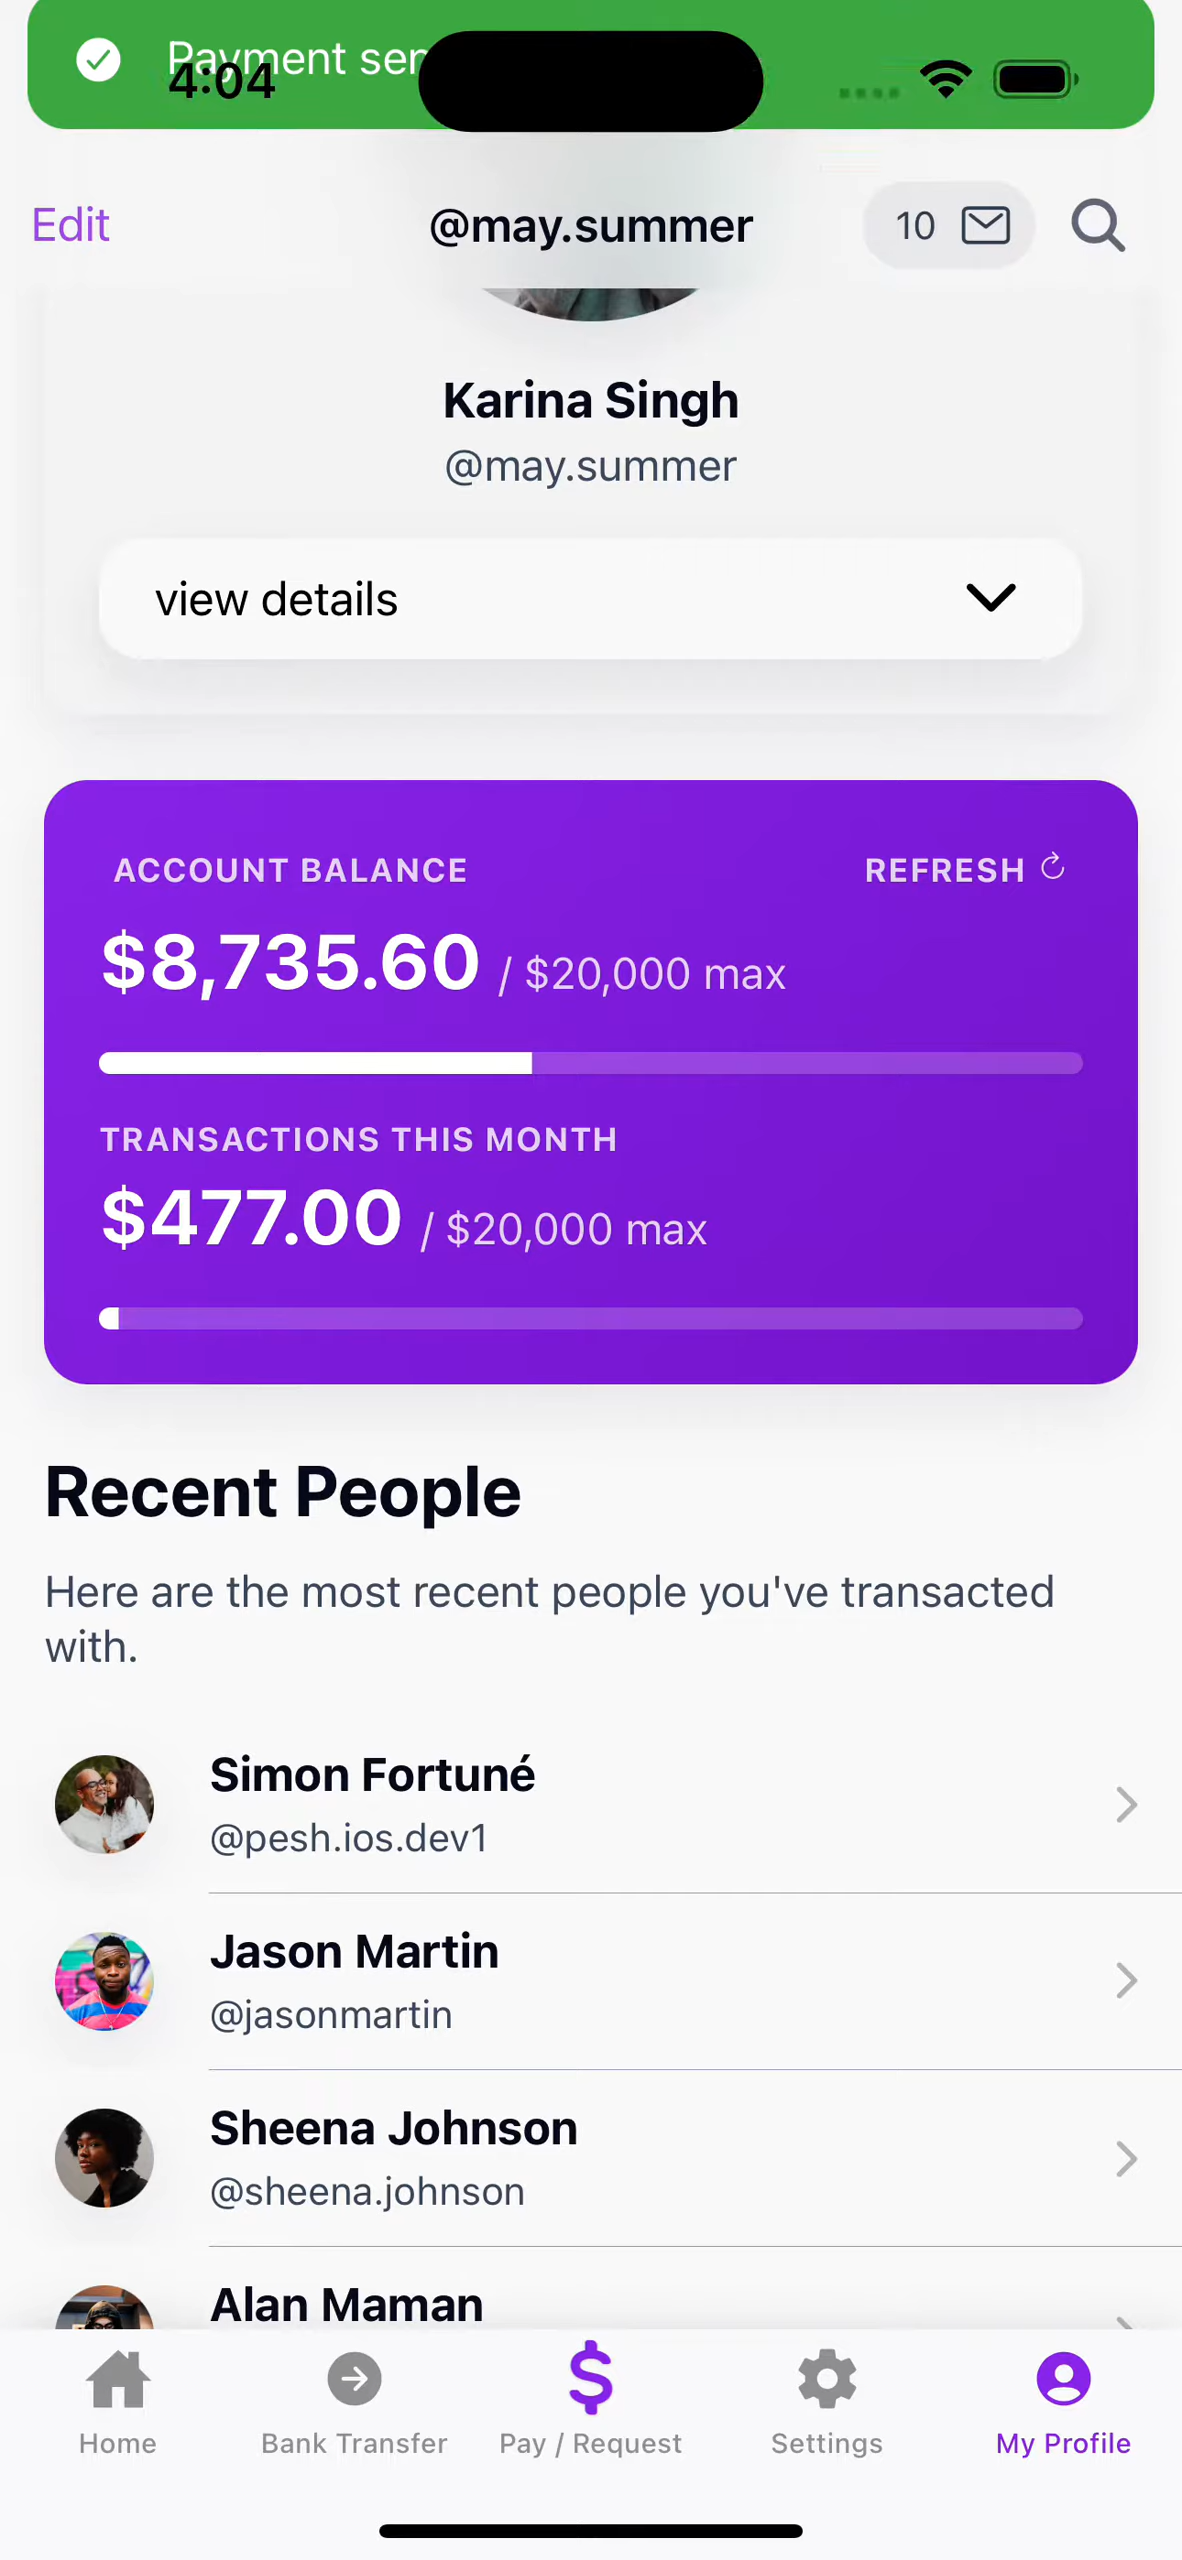 Payment
4:04
Edit
@may.summer
10
Karina Singh
@may.summer
view details
ACCOUNT BALANCE
REFRESH
$8,735.60 / $20,000 max
TRANSACTIONS THIS MONTH
$477.00 / $20,000 max
Recent People
Here are the most recent people you've transacted
with.
Simon Fortuné
@pesh.ios.dev1
Jason Martin
@jasonmartin
Sheena Johnson
@sheena.johnson
Alan Maman
Home
Bank Transfer
Pay / Request
Settings
My Profile